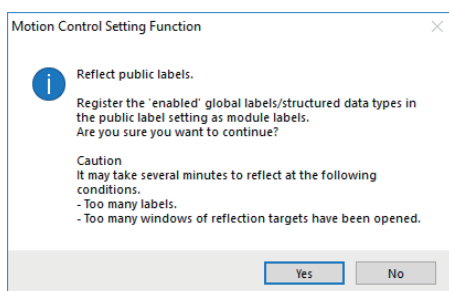 Motion Control Setting Function
Reflect public labels.
Register the 'enabled' global labels/structured data types in
the public label setting as module labels.
Are you sure you want to continue?
Caution
It may take several minutes to reflect at the following
conditions.
- Too many labels.
- Too many windows of reflection targets have been opened.
Yes
No